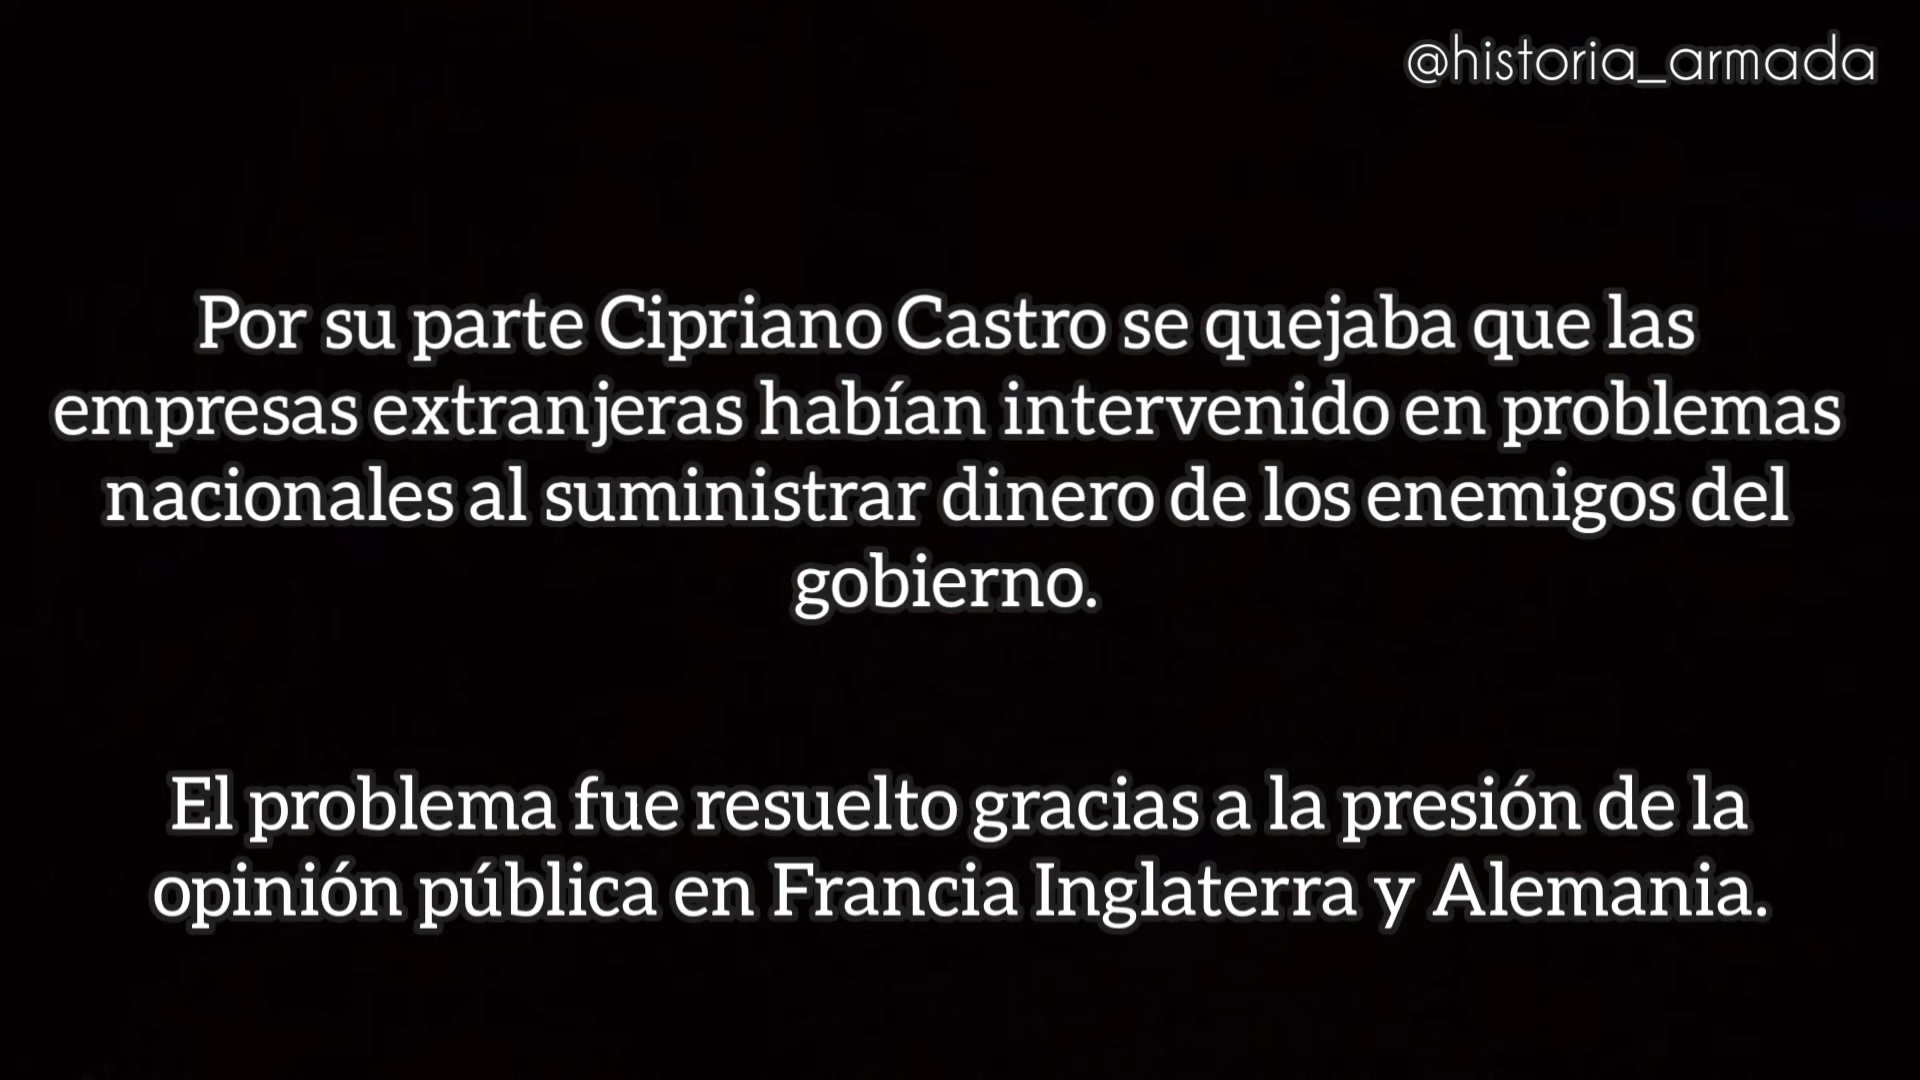 @historia_armada
Por su parte Cipriano Castro se quejaba que las
empresas extranjeras habían intervenido en problemas
nacionales al suministrar dinero de los enemigos del
gobierno.
El problema fue resuelto gracias a la presión de la
opinión pública en Francia Inglaterra y Alemania.